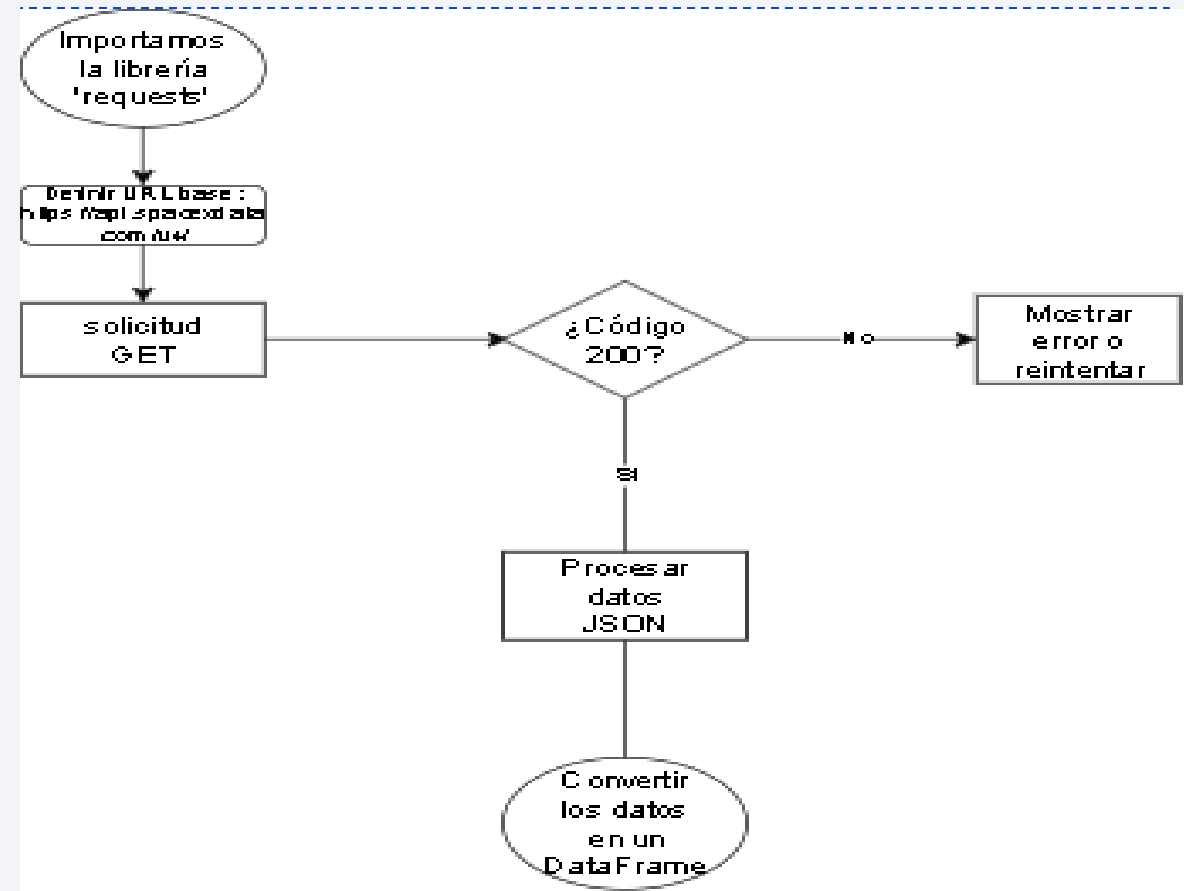 Importamos
la librería
'requests'
Definir URL base :
https://api.spacexdata
.com/v4/
solicitud
GET
¿Código
200?
No
Mostrar
error o
reintentar
Si
Procesar
datos
JSON
Convertir
los datos
en un
DataFrame